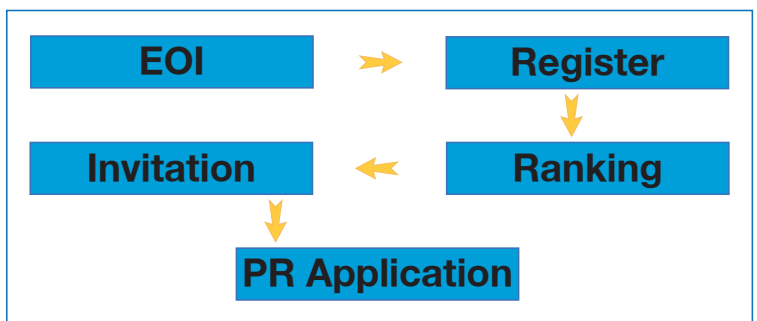 EOI
Register
Invitation
Ranking
PR Application